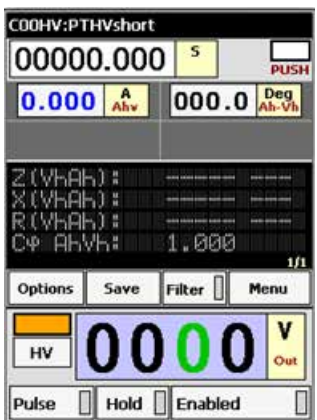 C00HV:PTHVshort
00000.000 S
PUSH
0.000 A Ahv 000.0 Deg Ah-Vh
Z(VhAh): ----- ---
X(VhAh): ----- ---
R(VhAh): ----- ---
Cφ AhVh: 1.000
1/1
Options Save Filter Menu
HV 0000 V Out
Pulse Hold Enabled